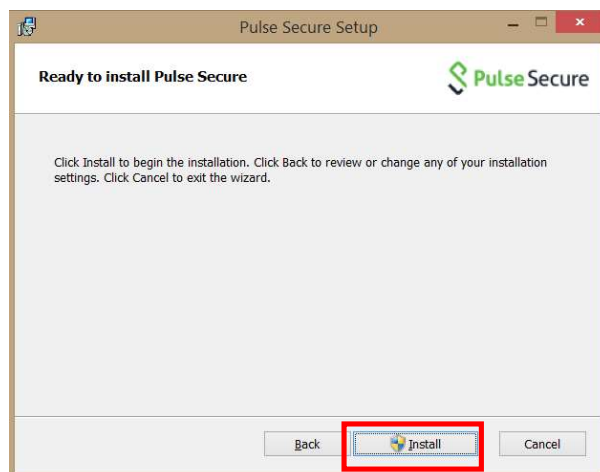 Pulse Secure Setup
Ready to install Pulse Secure
Pulse Secure
Click Install to begin the installation. Click Back to review or change any of your installation
settings. Click Cancel to exit the wizard.
Back Install Cancel